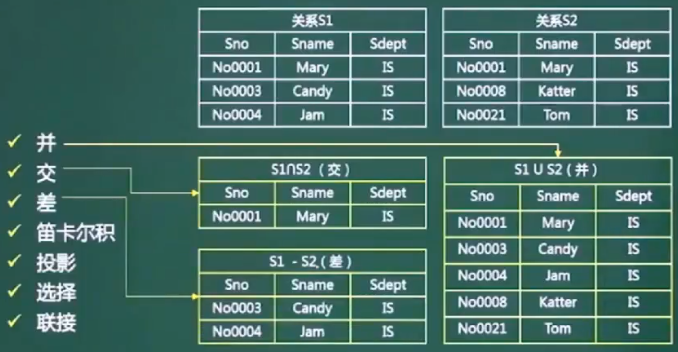 关系S1
Sno Sname Sdept
No0001 Mary IS
No0003 Candy IS
No0004 Jam IS
关系S2
Sno Sname Sdept
No0001 Mary IS
No0008 Katter IS
No0021 Tom IS
并
交
差
笛卡尔积
投影
选择
联接
S1∩S2（交）
Sno Sname Sdept
No0001 Mary IS
S1 - S2（差）
Sno Sname Sdept
No0003 Candy IS
No0004 Jam IS
S1 U S2（并）
Sno Sname Sdept
No0001 Mary IS
No0003 Candy IS
No0004 Jam IS
No0008 Katter IS
No0021 Tom IS